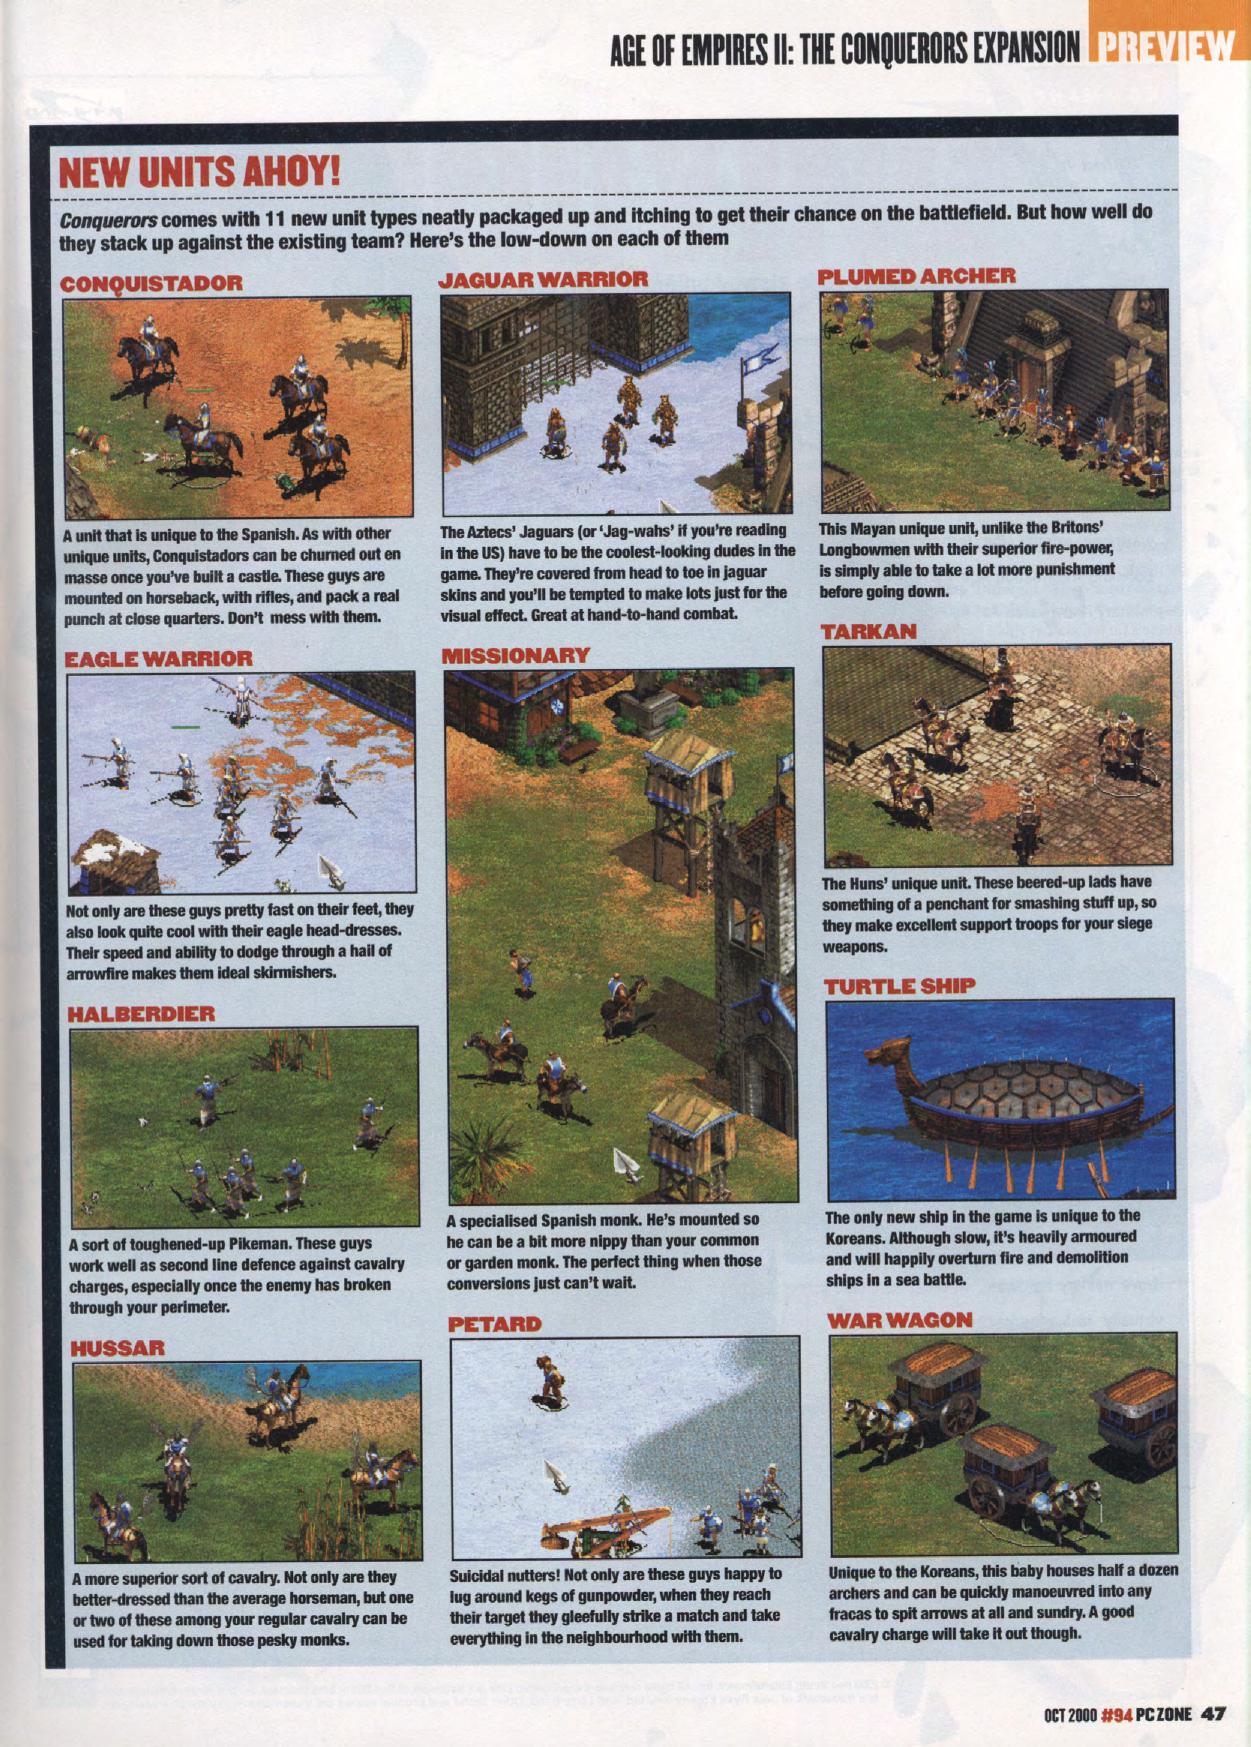 AGE OF EMPIRES II: THE CONQUERORS EXPANSION PREVIEW
NEW UNITS AHOY!
Conquerors comes with 11 new unit types neatly packaged up and itching to get their chance on the battlefield. But how well do
they stack up against the existing team? Here's the low-down on each of them
CONQUISTADOR
A unit that is unique to the Spanish. As with other
unique units, Conquistadors can be churned out en
masse once you've built a castle. These guys are
mounted on horseback, with rifles, and pack a real
punch at close quarters. Don't mess with them.
EAGLE WARRIOR
Not only are these guys pretty fast on their feet, they
also look quite cool with their eagle head-dresses.
Their speed and ability to dodge through a hail of
arrowfire makes them ideal skirmishers.
HALBERDIER
A sort of toughened-up Pikeman. These guys
work well as second line defence against cavalry
charges, especially once the enemy has broken
through your perimeter.
HUSSAR
A more superior sort of cavalry. Not only are they
better-dressed than the average horseman, but one
or two of these among your regular cavalry can be
used for taking down those pesky monks.
JAGUAR WARRIOR
The Aztecs' Jaguars (or 'Jag-wahs' if you're reading
in the US) have to be the coolest-looking dudes in the
game. They're covered from head to toe in jaguar
skins and you'll be tempted to make lots just for the
visual effect. Great at hand-to-hand combat.
MISSIONARY
A specialised Spanish monk. He's mounted so
he can be a bit more nippy than your common
or garden monk. The perfect thing when those
conversions just can't wait.
PETARD
Suicidal nutters! Not only are these guys happy to
lug around kegs of gunpowder, when they reach
their target they gleefully strike a match and take
everything in the neighbourhood with them.
PLUMED ARCHER
This Mayan unique unit, unlike the Britons'
Longbowmen with their superior fire-power,
is simply able to take a lot more punishment
before going down.
TARKAN
The Huns' unique unit. These beered-up lads have
something of a penchant for smashing stuff up, so
they make excellent support troops for your siege
weapons.
TURTLE SHIP
The only new ship in the game is unique to the
Koreans. Although slow, it's heavily armoured
and will happily overturn fire and demolition
ships in a sea battle.
WAR WAGON
Unique to the Koreans, this baby houses half a dozen
archers and can be quickly manoeuvred into any
fracas to spit arrows at all and sundry. A good
cavalry charge will take it out though.
OCT 2000 #94 PC ZONE 47